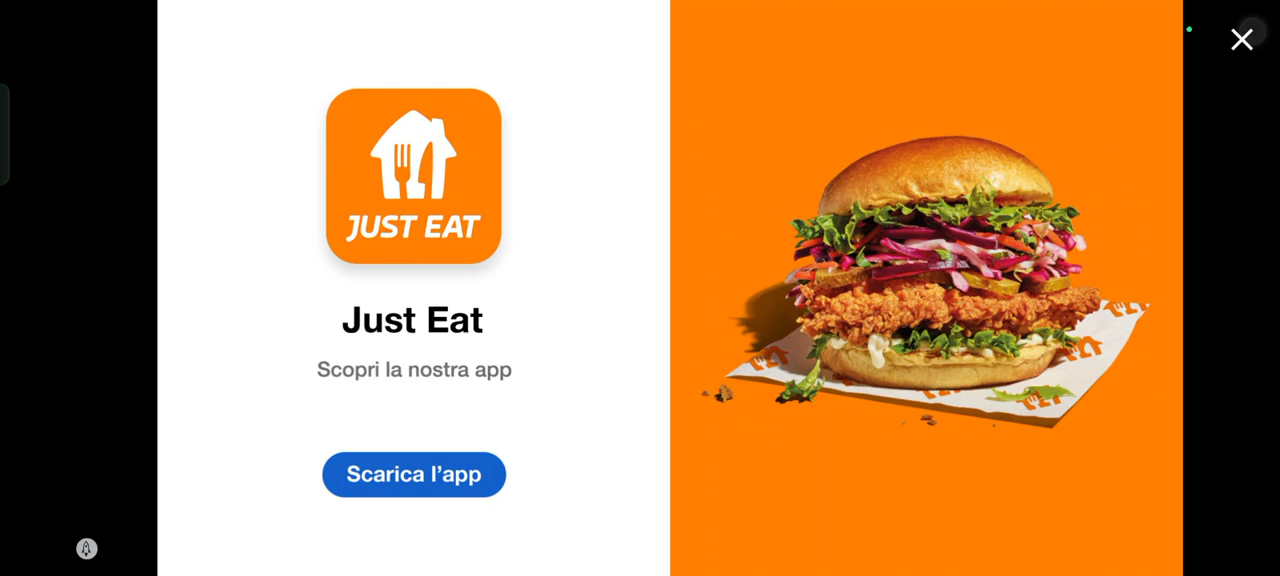 JUST EAT
Just Eat
Scopri la nostra app
Scarica l’app